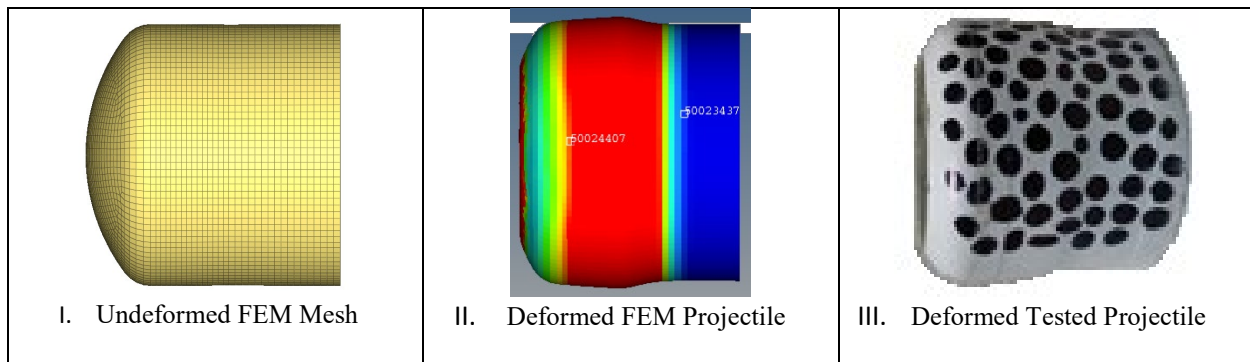 50023437
50024407
I. Undeformed FEM Mesh
II. Deformed FEM Projectile
III. Deformed Tested Projectile